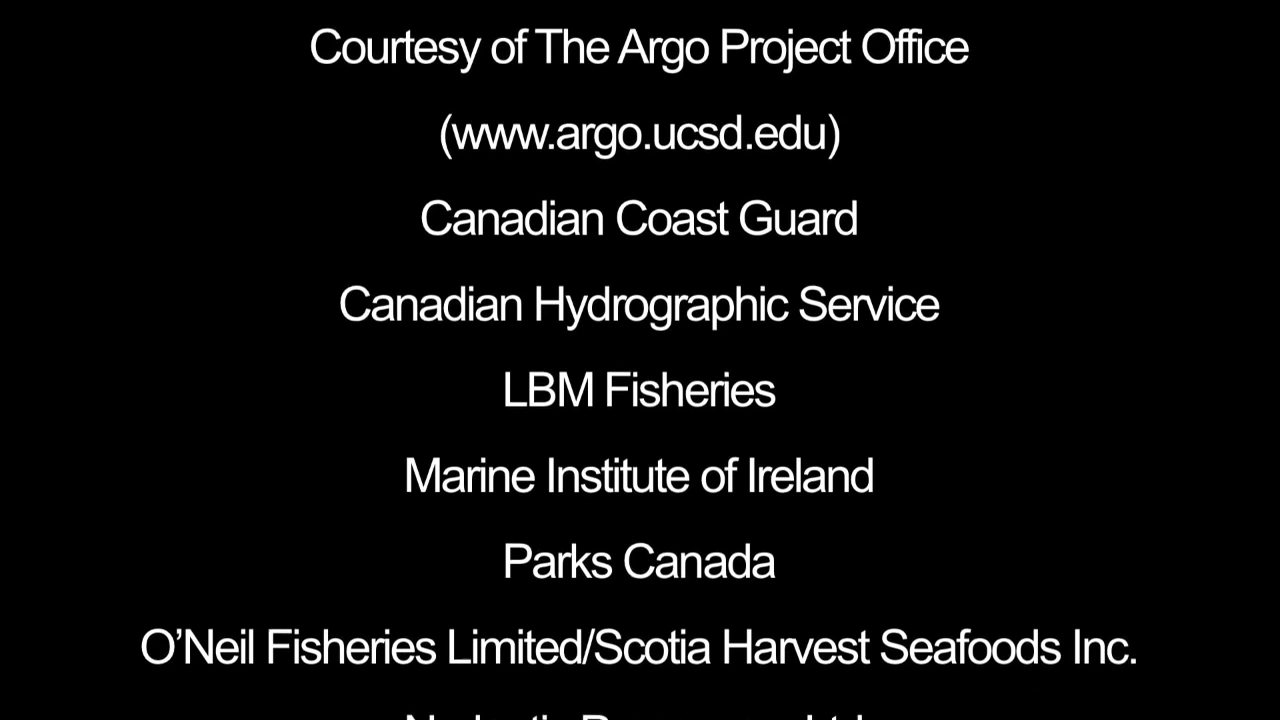 Courtesy of The Argo Project Office
(www.argo.ucsd.edu)
Canadian Coast Guard
Canadian Hydrographic Service
LBM Fisheries
Marine Institute of Ireland
Parks Canada
O’Neil Fisheries Limited/Scotia Harvest Seafoods Inc.